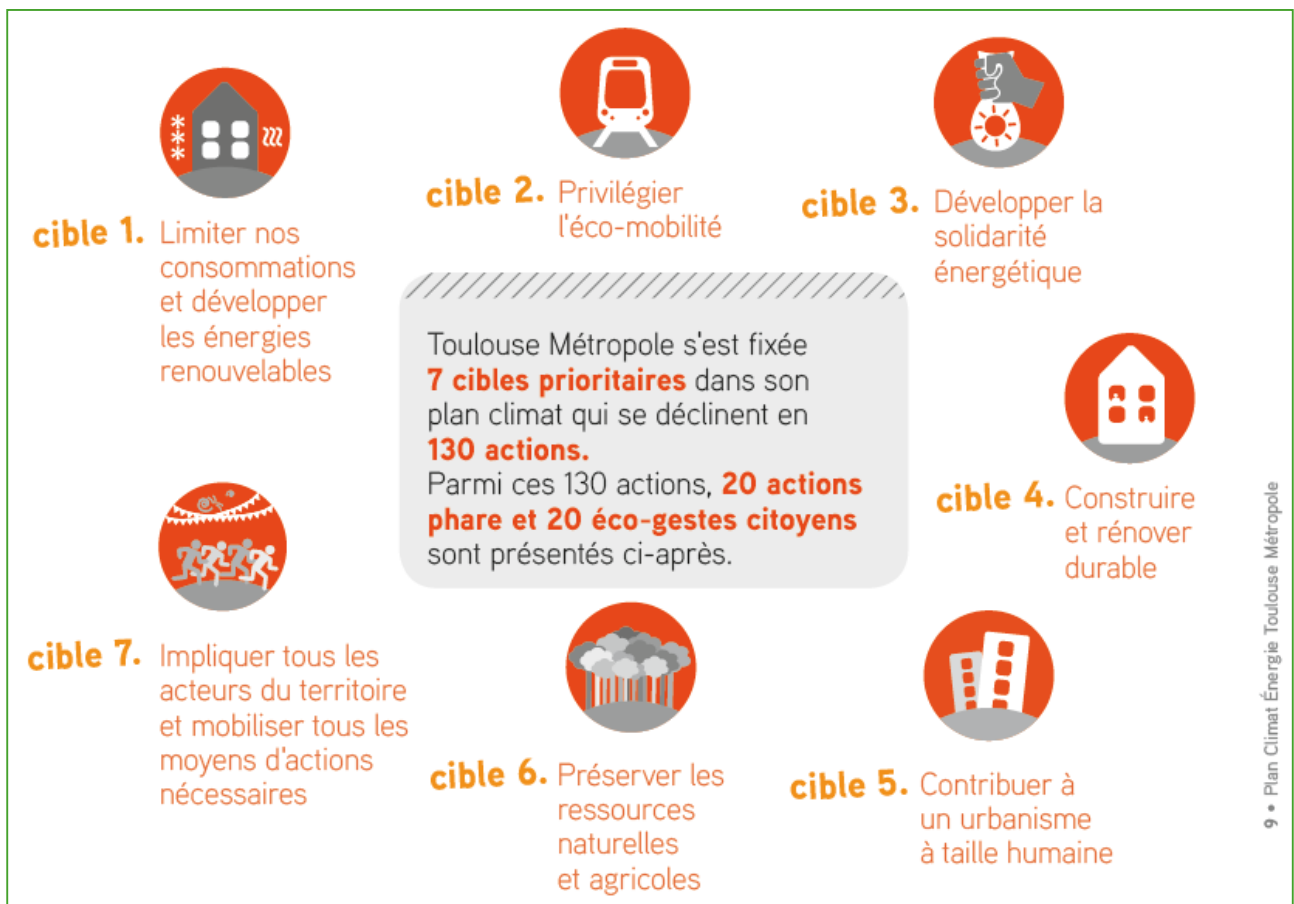 cible 1. Limiter nos
consommations
et développer
les énergies
renouvelables
cible 2. Privilégier
l'éco-mobilité
cible 3. Développer la
solidarité
énergétique
Toulouse Métropole s'est fixée
7 cibles prioritaires dans son
plan climat qui se déclinent en
130 actions.
Parmi ces 130 actions, 20 actions
phare et 20 éco-gestes citoyens
sont présentés ci-après.
cible 4. Construire
et rénover
durable
cible 5. Contribuer à
un urbanisme
à taille humaine
cible 6. Préserver les
ressources
naturelles
et agricoles
cible 7. Impliquer tous les
acteurs du territoire
et mobiliser tous les
moyens d'actions
nécessaires
9 • Plan Climat Énergie Toulouse Métropole